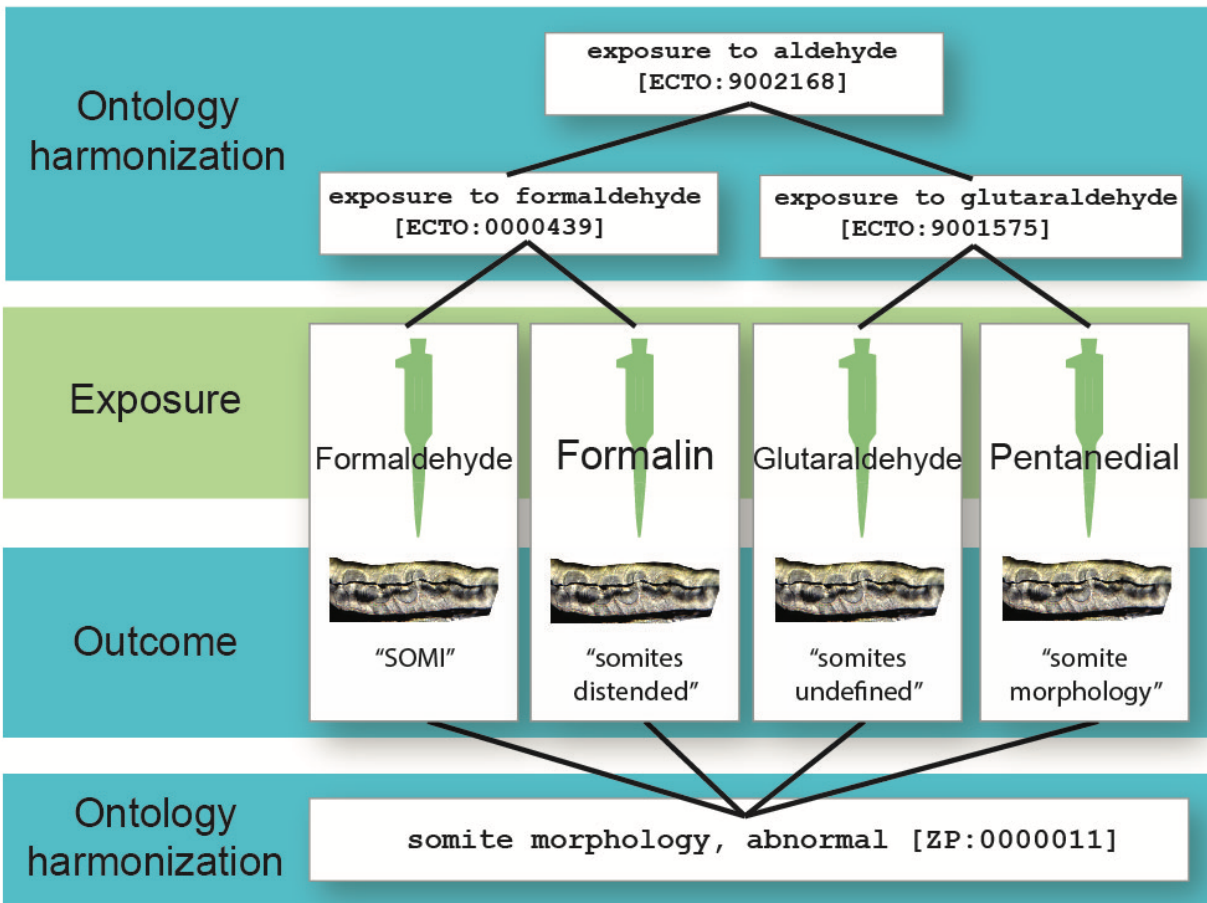 Ontology
harmonization
exposure to aldehyde
[ECTO:9002168]
exposure to formaldehyde
[ECTO:0000439]
exposure to glutaraldehyde
[ECTO:9001575]
Exposure
Formaldehyde
Formalin
Glutaraldehyde
Pentanedial
Outcome
“SOMI”
“somites
distended”
“somites
undefined”
“somite
morphology”
Ontology
harmonization
somite morphology, abnormal [ZP:0000011]